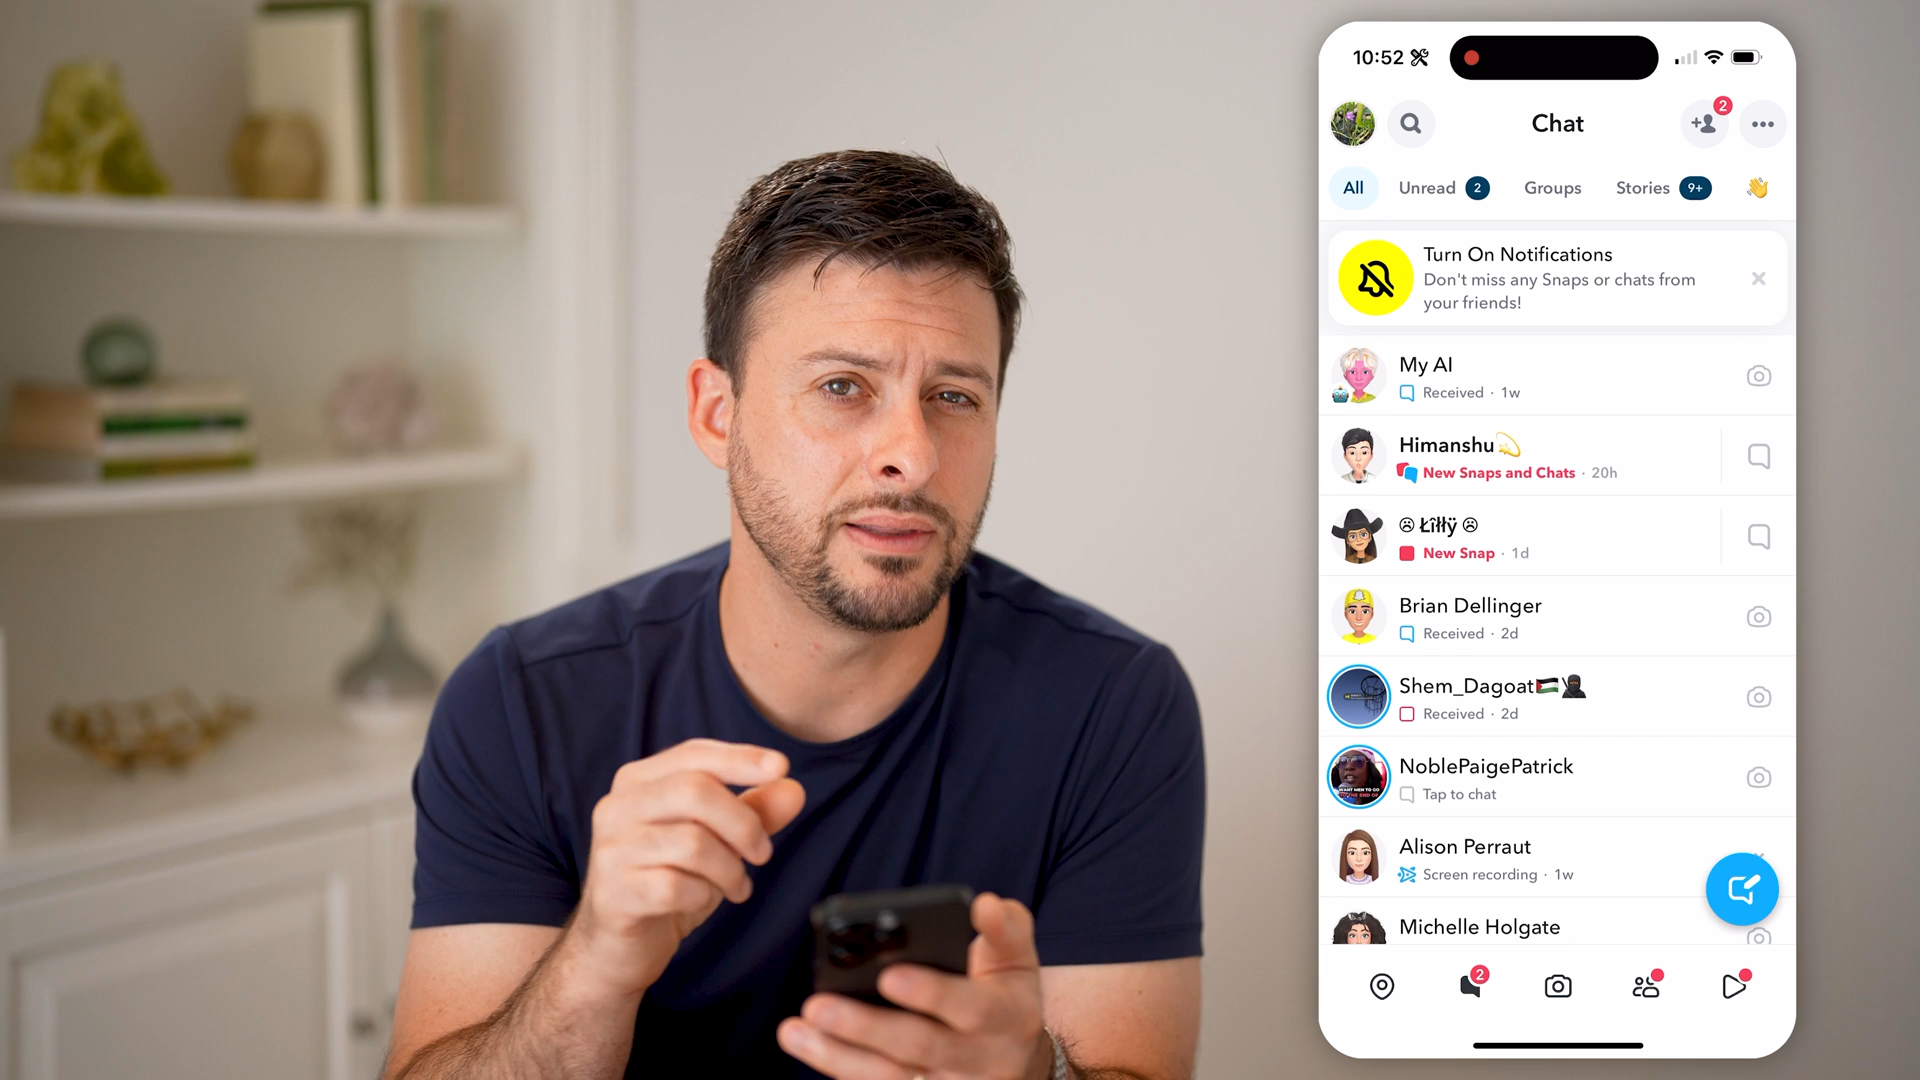 10:52
2
Chat
All
Unread 2
Groups
Stories 9+
Turn On Notifications
Don't miss any Snaps or chats from
your friends!
My AI
Received · 1w
Himanshu💫
New Snaps and Chats · 20h
☹ Łîłłÿ ☹
New Snap · 1d
Brian Dellinger
Received · 2d
Shem_Dagoat🇵🇸🥷🏿
Received · 2d
NoblePaigePatrick
Tap to chat
Alison Perraut
Screen recording · 1w
Michelle Holgate
2